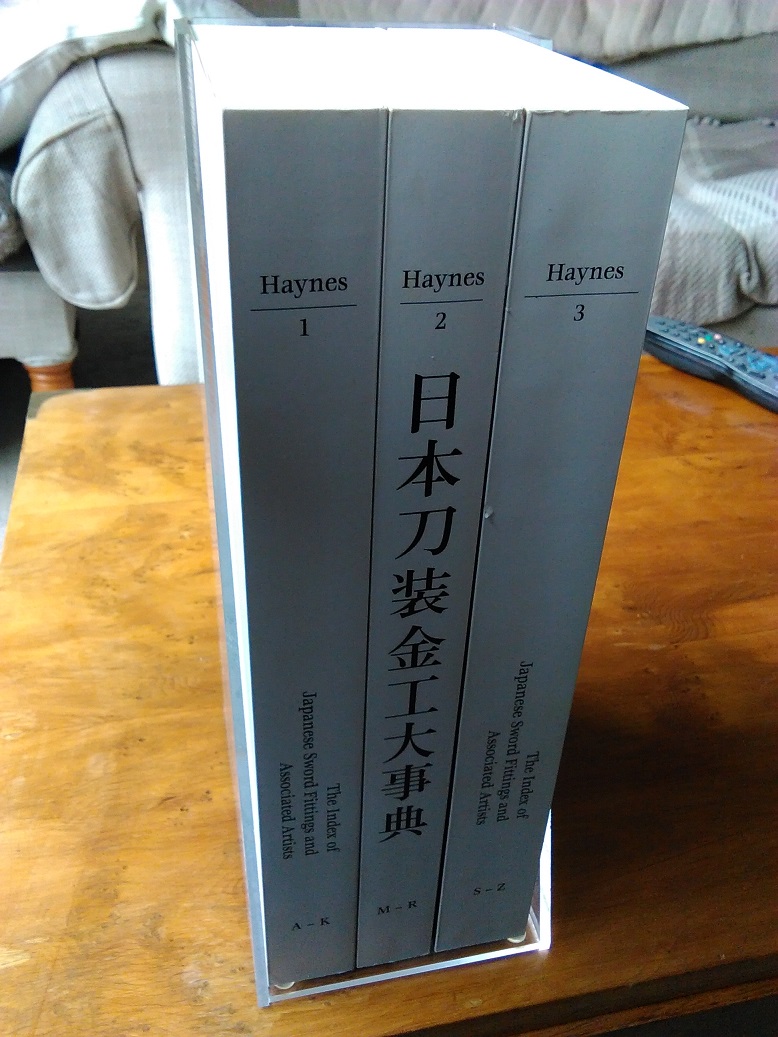 Haynes
1
The Index of
Japanese Sword Fittings and
Associated Artists
A – K
Haynes
2
日本刀装金工大事典
M – R
Haynes
3
The Index of
Japanese Sword Fittings and
Associated Artists
S – Z